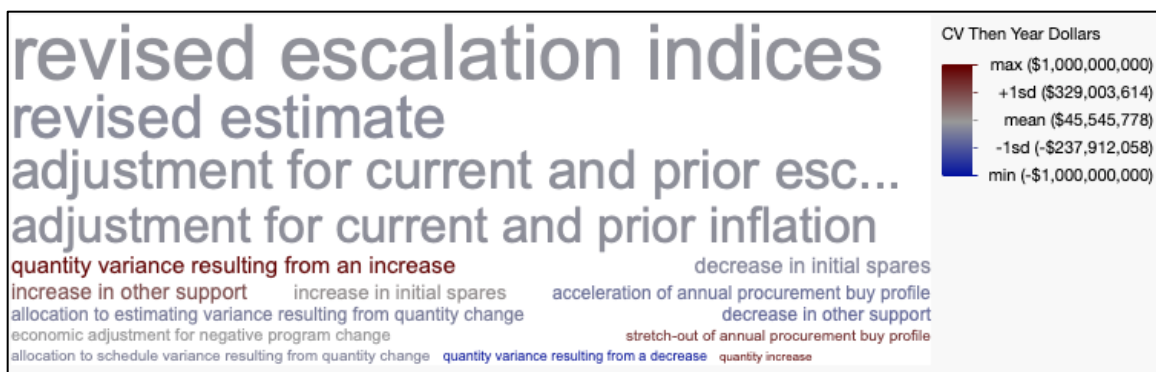 revised escalation indices
revised estimate
adjustment for current and prior esc...
adjustment for current and prior inflation
quantity variance resulting from an increase
decrease in initial spares
increase in other support
increase in initial spares
acceleration of annual procurement buy profile
allocation to estimating variance resulting from quantity change
decrease in other support
economic adjustment for negative program change
stretch-out of annual procurement buy profile
allocation to schedule variance resulting from quantity change
quantity variance resulting from a decrease
quantity increase
CV Then Year Dollars
max ($1,000,000,000)
+1sd ($329,003,614)
mean ($45,545,778)
-1sd (-$237,912,058)
min (-$1,000,000,000)